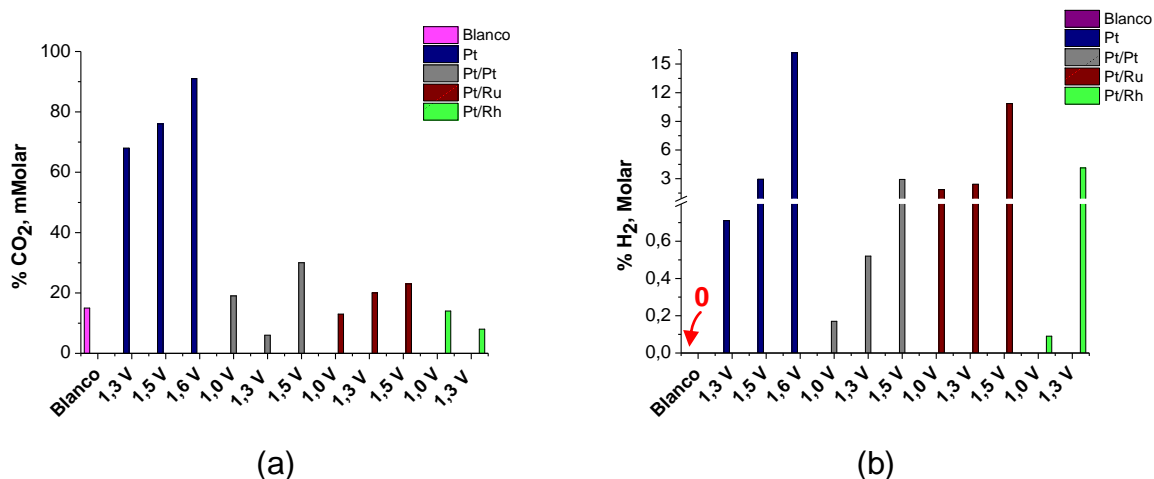 Blanco
Pt
Pt/Pt
Pt/Ru
Pt/Rh
% CO2, mMolar
100
80
60
40
20
0
Blanco
1,3 V
1,5 V
1,6 V
1,0 V
1,3 V
1,5 V
1,0 V
1,3 V
1,5 V
1,0 V
1,3 V
(a)
Blanco
Pt
Pt/Pt
Pt/Ru
Pt/Rh
% H2, Molar
15
12
9
6
3
0,6
0,4
0,2
0,0
0
Blanco
1,3 V
1,5 V
1,6 V
1,0 V
1,3 V
1,5 V
1,0 V
1,3 V
1,5 V
1,0 V
1,3 V
(b)